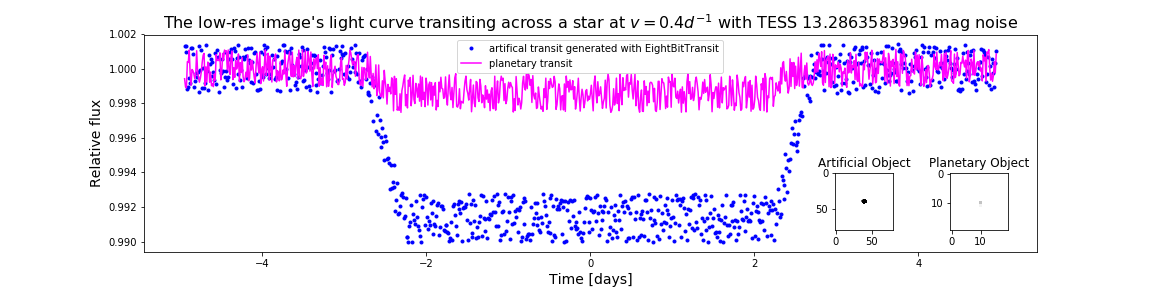 The low-res image's light curve transiting across a star at v = 0.4d⁻¹ with TESS 13.2863583961 mag noise
artifical transit generated with EightBitTransit
planetary transit
Relative flux
1.002
1.000
0.998
0.996
0.994
0.992
0.990
Artificial Object
0
50
0
50
Planetary Object
0
10
0
10
−4
−2
0
2
4
Time [days]